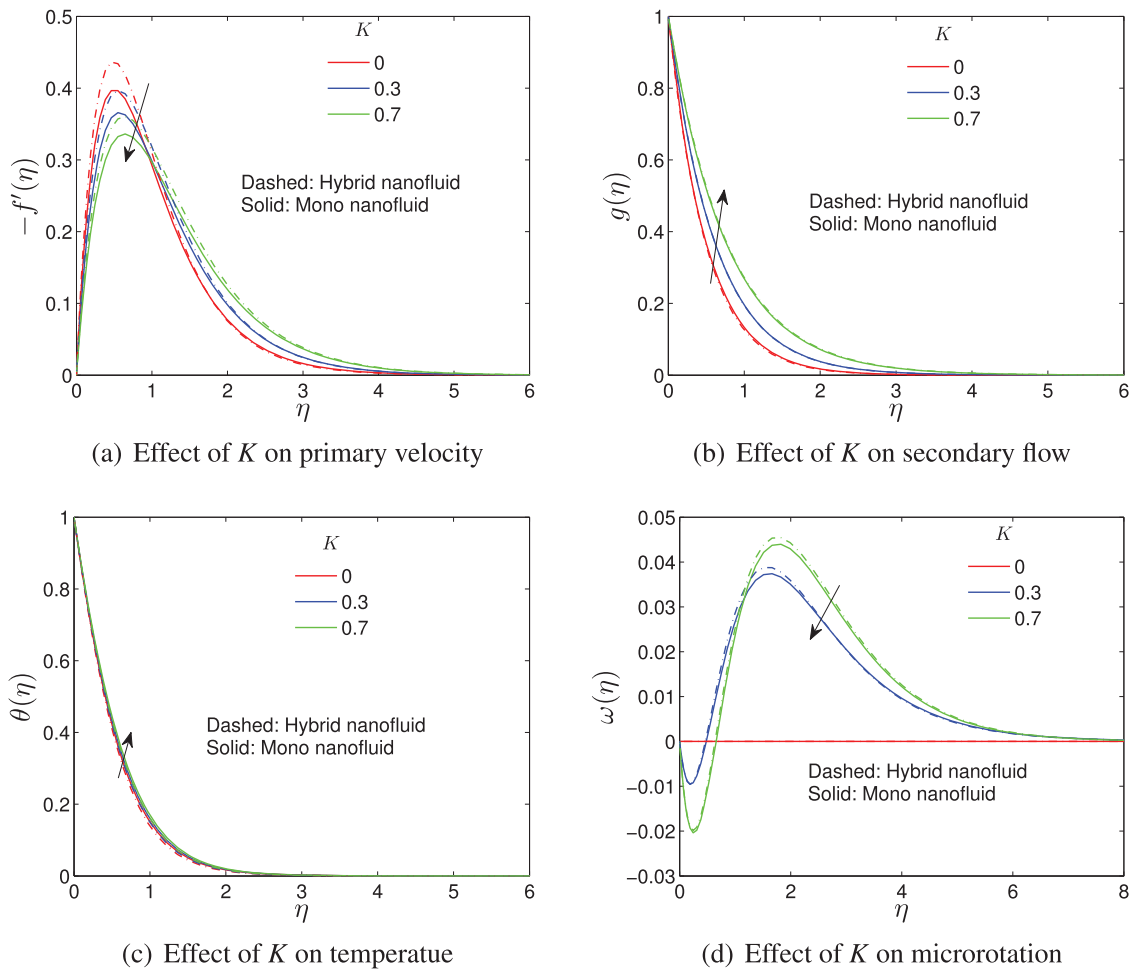 0.5
0.4
0.3
0.2
0.1
0
−f′(η)
K
0
0.3
0.7
Dashed: Hybrid nanofluid
Solid: Mono nanofluid
0 1 2 3 4 5 6
η
(a) Effect of K on primary velocity
1
0.8
0.6
0.4
0.2
0
g(η)
K
0
0.3
0.7
Dashed: Hybrid nanofluid
Solid: Mono nanofluid
0 1 2 3 4 5 6
η
(b) Effect of K on secondary flow
1
0.8
0.6
0.4
0.2
0
θ(η)
K
0
0.3
0.7
Dashed: Hybrid nanofluid
Solid: Mono nanofluid
0 1 2 3 4 5 6
η
(c) Effect of K on temperatue
0.05
0.04
0.03
0.02
0.01
0
-0.01
-0.02
-0.03
ω(η)
K
0
0.3
0.7
Dashed: Hybrid nanofluid
Solid: Mono nanofluid
0 2 4 6 8
η
(d) Effect of K on microrotation